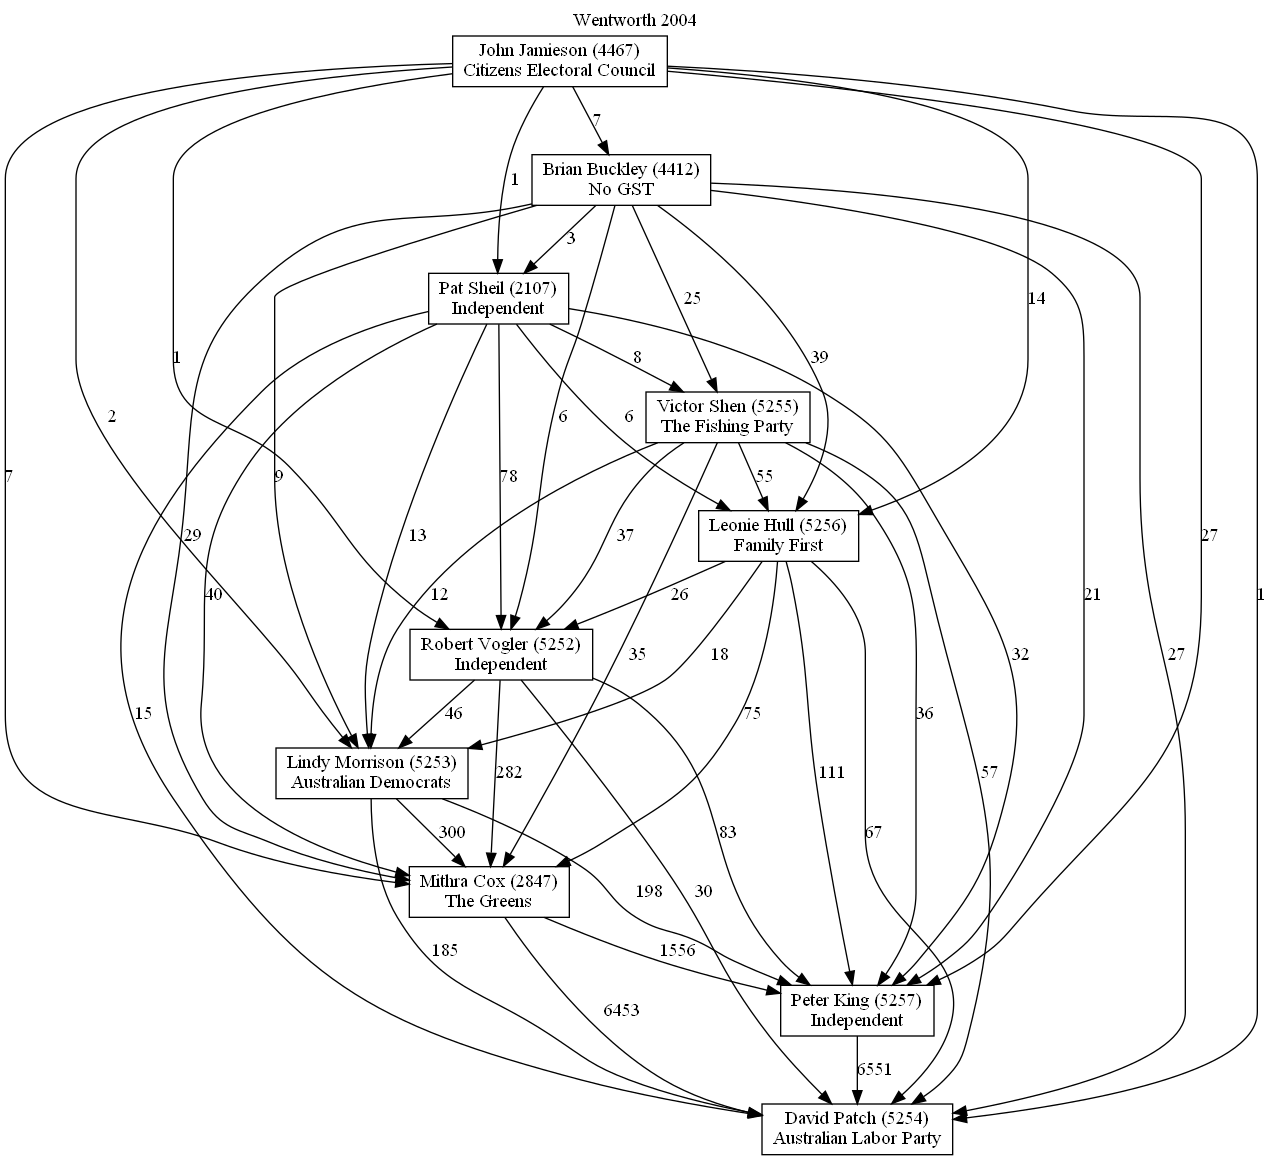 Wentworth 2004
John Jamieson (4467)
Citizens Electoral Council
7
Brian Buckley (4412)
No GST
1
3
Pat Sheil (2107)
Independent
25
14
1
8
39
2
6
6
Victor Shen (5255)
The Fishing Party
7
9
78
55
Leonie Hull (5256)
Family First
29
13
37
27
40
12
26
21
1
Robert Vogler (5252)
Independent
35
18
32
27
15
46
75
36
Lindy Morrison (5253)
Australian Democrats
282
111
57
300
83
67
Mithra Cox (2847)
The Greens
198
30
185
1556
Peter King (5257)
Independent
6453
6551
David Patch (5254)
Australian Labor Party